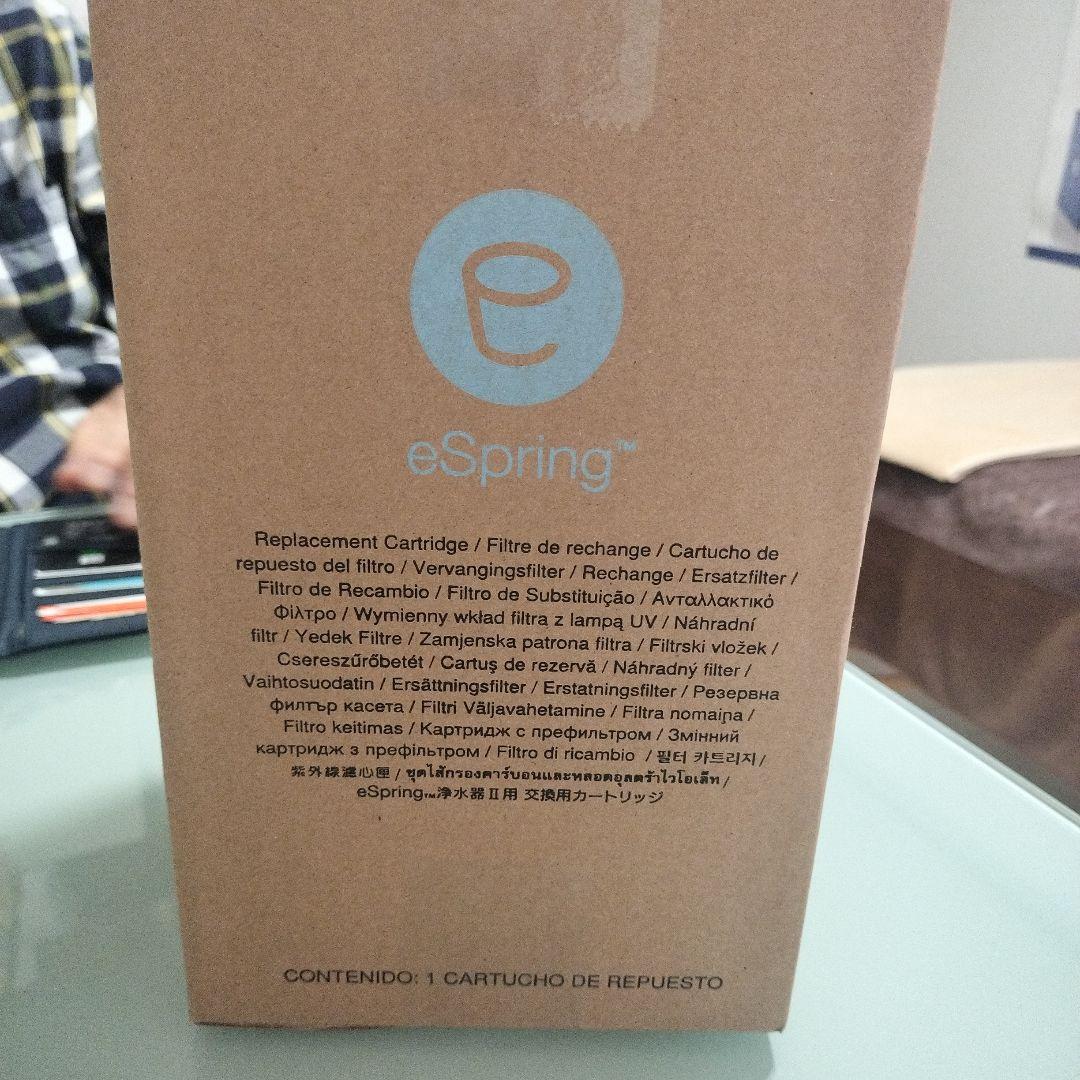 eSpring™
Replacement Cartridge / Filtre de rechange / Cartucho de
repuesto del filtro / Vervangingsfilter / Rechange / Ersatzfilter /
Filtro de Recambio / Filtro de Substituição / Ανταλλακτικό
Φίλτρο / Wymienny wkład filtra z lampą UV / Náhradní
filtr / Yedek Filtre / Zamjenska patrona filtra / Filtrski vložek /
Csereszűrőbetét / Cartuş de rezervă / Náhradný filter /
Vaihtosuodatin / Ersättningsfilter / Erstatningsfilter / Резервна
филтър касета / Filtri Väljavahetamine / Filtra nomaiņa /
Filtro keitimas / Картридж с префильтром / Змінний
картридж з префільтром / Filtro di ricambio / 필터 카트리지 /
紫外線濾心匣 / ชุดไส้กรองคาร์บอนและหลอดอุลตร้าไวโอเล็ท /
eSpring™浄水器Ⅱ用 交換用カートリッジ
CONTENIDO: 1 CARTUCHO DE REPUESTO